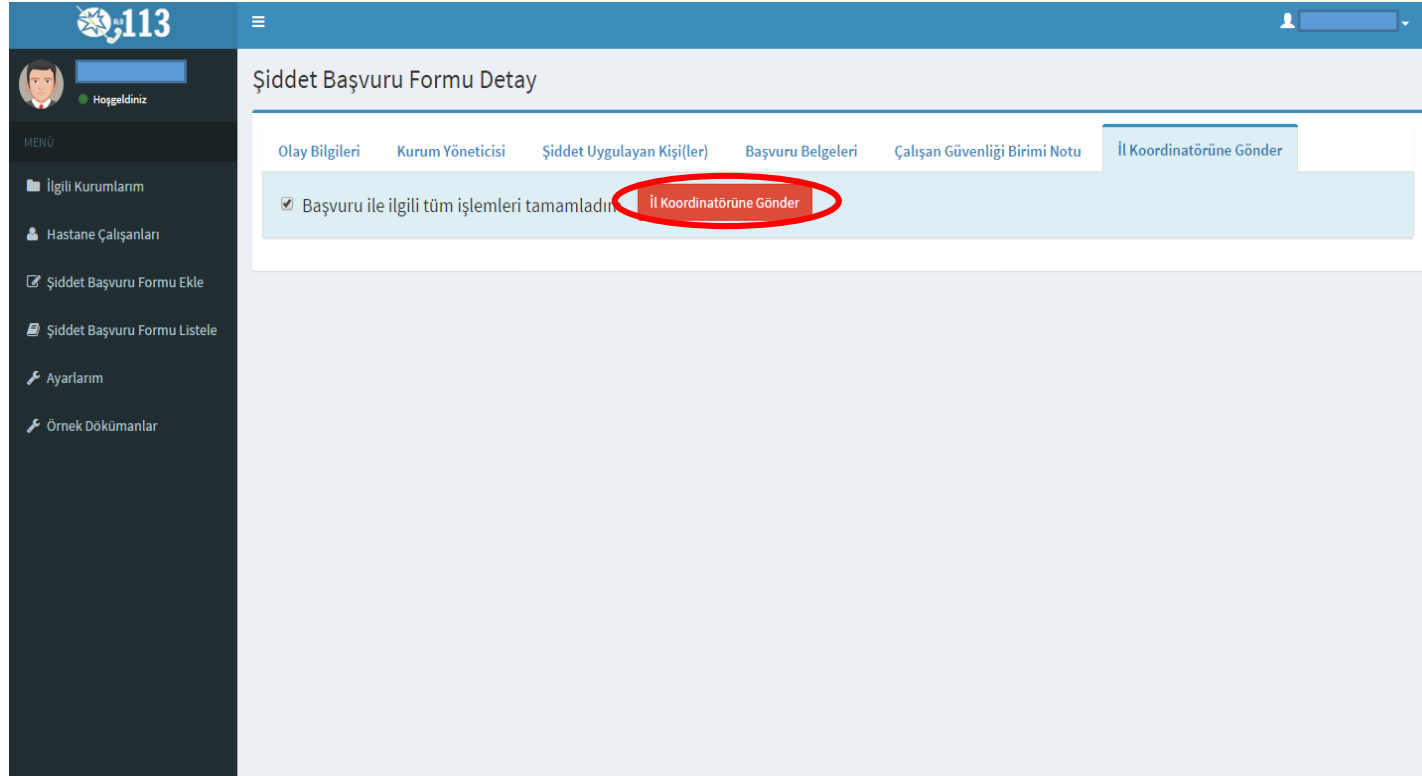 ALO 113
Hoşgeldiniz
MENÜ
İlgili Kurumlarım
Hastane Çalışanları
Şiddet Başvuru Formu Ekle
Şiddet Başvuru Formu Listele
Ayarlarım
Örnek Dökümanlar
Şiddet Başvuru Formu Detay
Olay Bilgileri Kurum Yöneticisi Şiddet Uygulayan Kişi(ler) Başvuru Belgeleri Çalışan Güvenliği Birimi Notu İl Koordinatörüne Gönder
Başvuru ile ilgili tüm işlemleri tamamladım İl Koordinatörüne Gönder